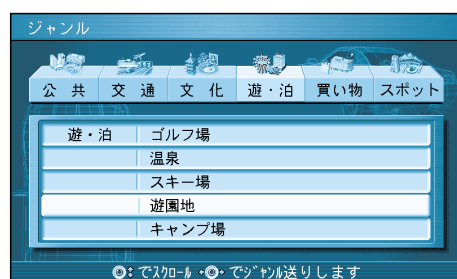 ジャンル
公 共 交 通 文 化 遊・泊 買い物 スポット
遊・泊 ゴルフ場
温泉
スキー場
遊園地
キャンプ場
でｽｸﾛｰﾙ でｼﾞｬﾝﾙ送りします